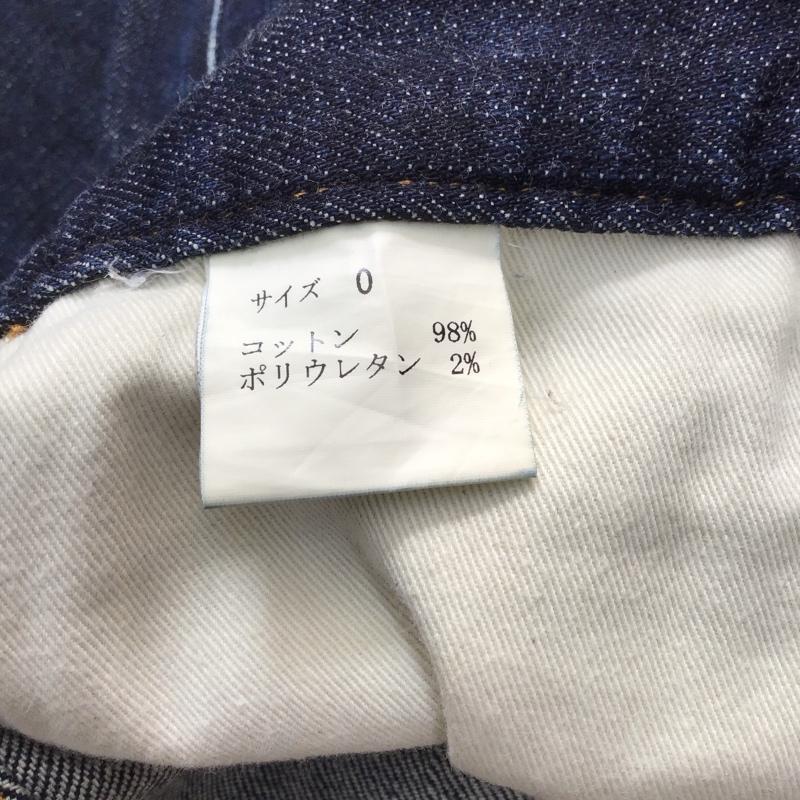 サイズ 0
コットン 98%
ポリウレタン 2%